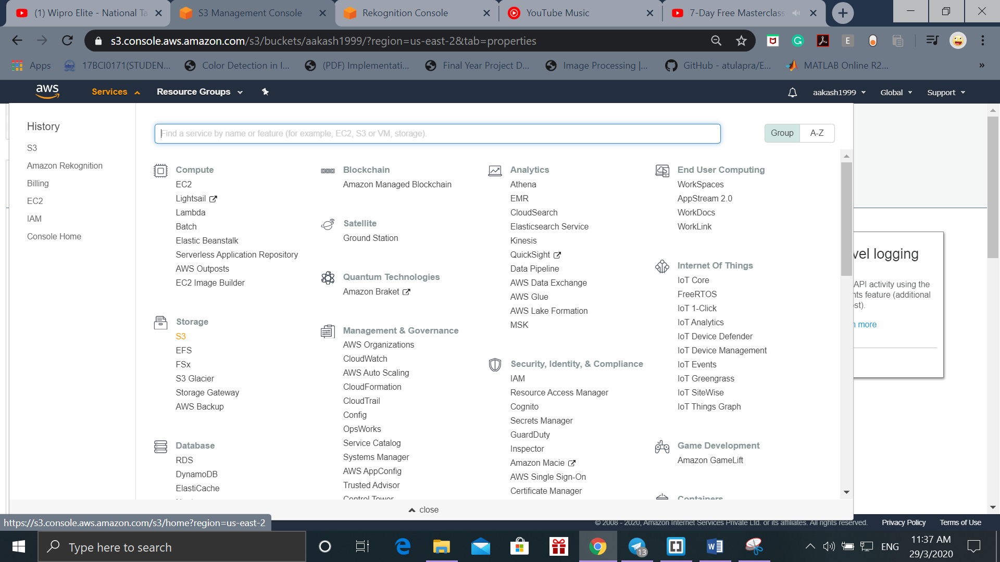 (1) Wipro Elite - National Ta
S3 Management Console
Rekognition Console
YouTube Music
7-Day Free Masterclass
s3.console.aws.amazon.com/s3/buckets/aakash1999/?region=us-east-2&tab=properties
Apps
17BCI0171(STUDEN...
Color Detection in I...
(PDF) Implementati...
Final Year Project D...
Image Processing |...
GitHub - atulapra/E...
MATLAB Online R2...
»
aws
Services
Resource Groups
aakash1999
Global
Support
History
S3
Amazon Rekognition
Billing
EC2
IAM
Console Home
Find a service by name or feature (for example, EC2, S3 or VM, storage).
Group
A-Z
Compute
EC2
Lightsail
Lambda
Batch
Elastic Beanstalk
Serverless Application Repository
AWS Outposts
EC2 Image Builder
Storage
S3
EFS
FSx
S3 Glacier
Storage Gateway
AWS Backup
Database
RDS
DynamoDB
ElastiCache
Blockchain
Amazon Managed Blockchain
Satellite
Ground Station
Quantum Technologies
Amazon Braket
Management & Governance
AWS Organizations
CloudWatch
AWS Auto Scaling
CloudFormation
CloudTrail
Config
OpsWorks
Service Catalog
Systems Manager
AWS AppConfig
Trusted Advisor
Control Tower
Analytics
Athena
EMR
CloudSearch
Elasticsearch Service
Kinesis
QuickSight
Data Pipeline
AWS Data Exchange
AWS Glue
AWS Lake Formation
MSK
Security, Identity, & Compliance
IAM
Resource Access Manager
Cognito
Secrets Manager
GuardDuty
Inspector
Amazon Macie
AWS Single Sign-On
Certificate Manager
End User Computing
WorkSpaces
AppStream 2.0
WorkDocs
WorkLink
Internet Of Things
IoT Core
FreeRTOS
IoT 1-Click
IoT Analytics
IoT Device Defender
IoT Device Management
IoT Events
IoT Greengrass
IoT SiteWise
IoT Things Graph
Game Development
Amazon GameLift
Containers
vel logging
API activity using the
nts feature (additional
st).
n more
close
https://s3.console.aws.amazon.com/s3/home?region=us-east-2
© 2008 - 2020, Amazon Internet Services Private Ltd. or its affiliates. All rights reserved.
Privacy Policy
Terms of Use
Type here to search
13
ENG
11:37 AM
29/3/2020